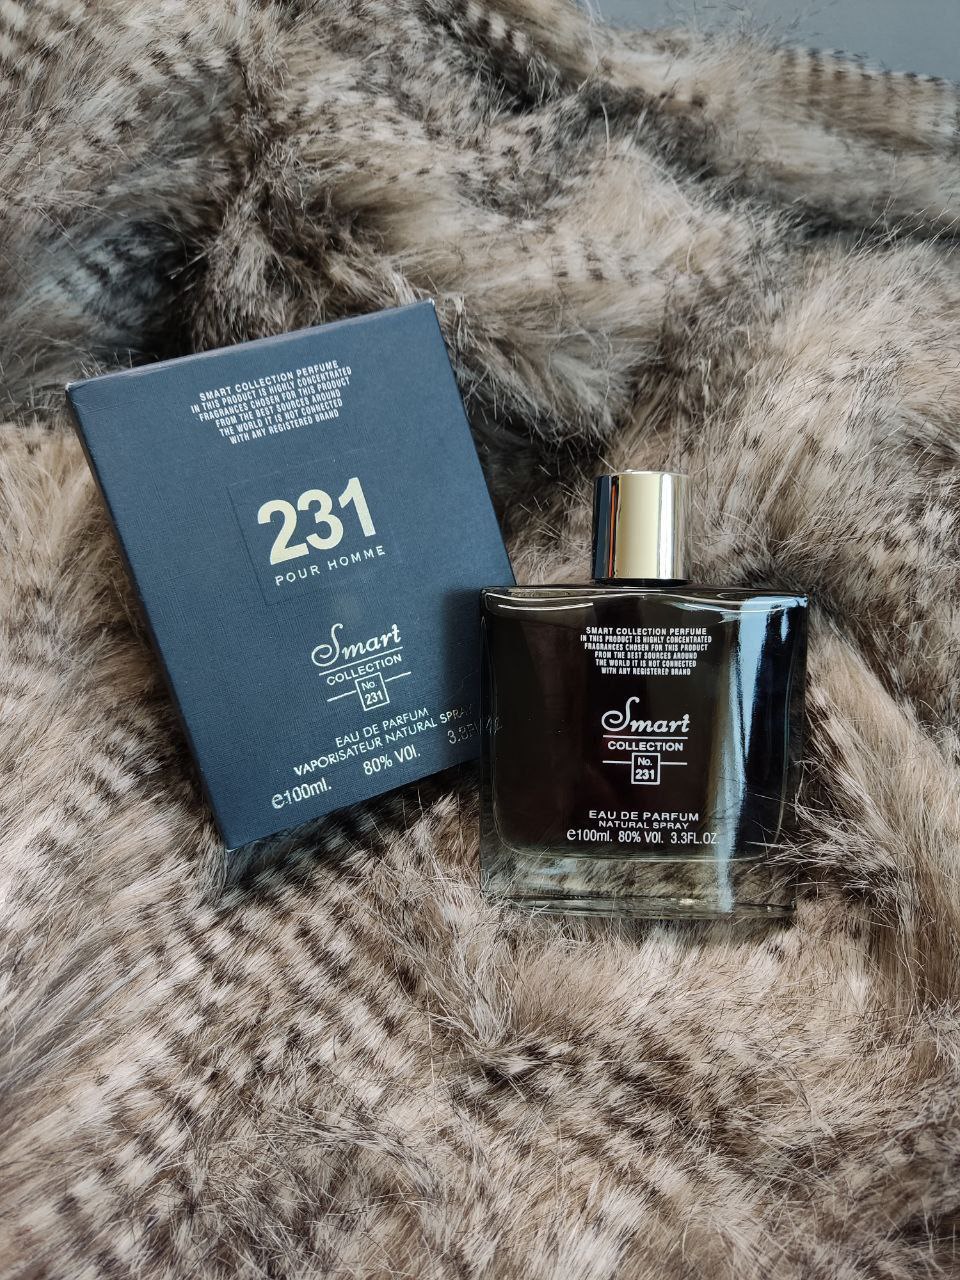 SMART COLLECTION PERFUME
IN THIS PRODUCT IS HIGHLY CONCENTRATED
FRAGRANCES CHOSEN FOR THIS PRODUCT
FROM THE BEST SOURCES AROUND
THE WORLD IT IS NOT CONNECTED
WITH ANY REGISTERED BRAND
231
POUR HOMME
Smart
COLLECTION
No.
231
EAU DE PARFUM
VAPORISATEUR NATURAL SPRAY
e100ml. 80% VOl.
SMART COLLECTION PERFUME
IN THIS PRODUCT IS HIGHLY CONCENTRATED
FRAGRANCES CHOSEN FOR THIS PRODUCT
FROM THE BEST SOURCES AROUND
THE WORLD IT IS NOT CONNECTED
WITH ANY REGISTERED BRAND
Smart
COLLECTION
No.
231
EAU DE PARFUM
NATURAL SPRAY
e100ml. 80% VOl. 3.3FL.OZ.